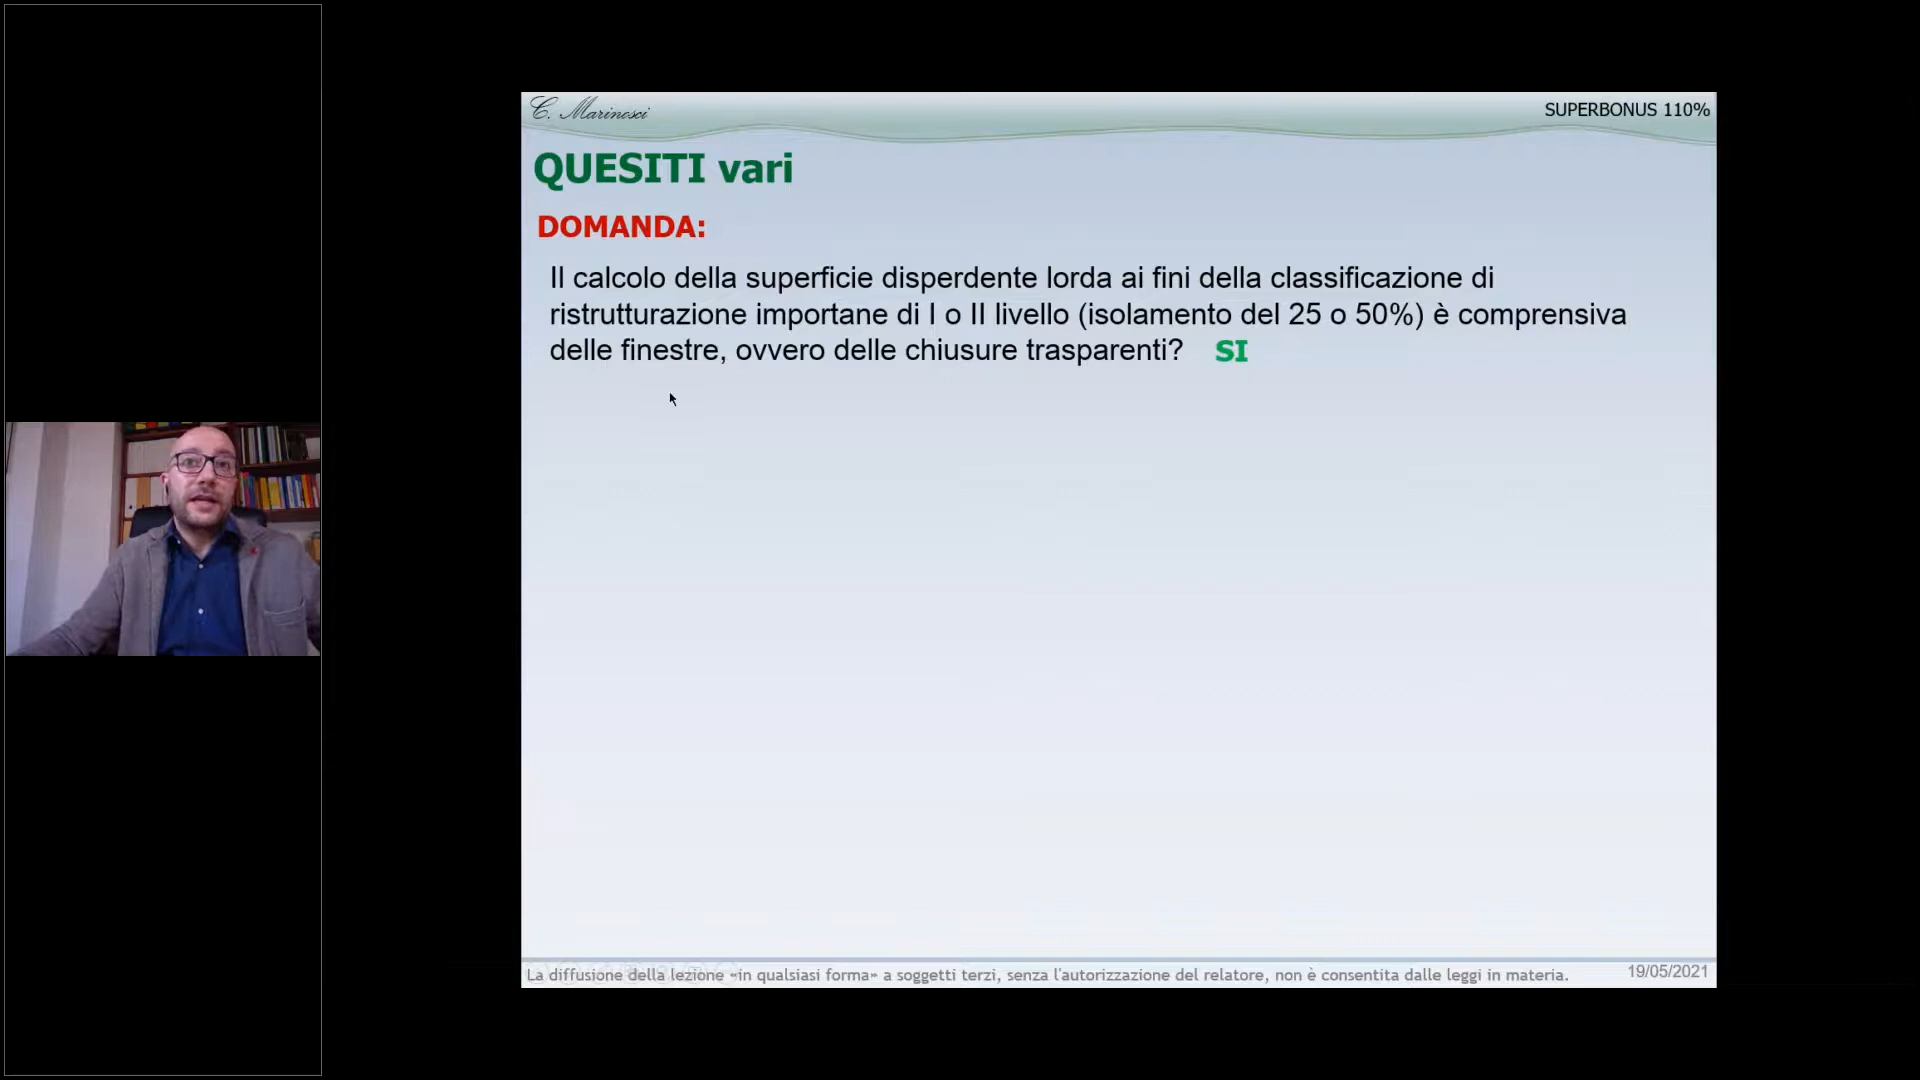 C. Marinosci
SUPERBONUS 110%
QUESITI vari
DOMANDA:
Il calcolo della superficie disperdente lorda ai fini della classificazione di
ristrutturazione importane di I o II livello (isolamento del 25 o 50%) è comprensiva
delle finestre, ovvero delle chiusure trasparenti? SI
La diffusione della lezione «in qualsiasi forma» a soggetti terzi, senza l'autorizzazione del relatore, non è consentita dalle leggi in materia.
19/05/2021